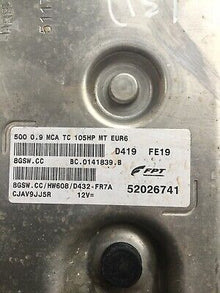 500 0.9 MCA TC 105HP MT EUR6
D419 FE19
8GSW.CC BC.0141839.B
FPT
8GSW.CC/HW608/D432-FR7A
52026741
CJAV9JJ5R 12V=